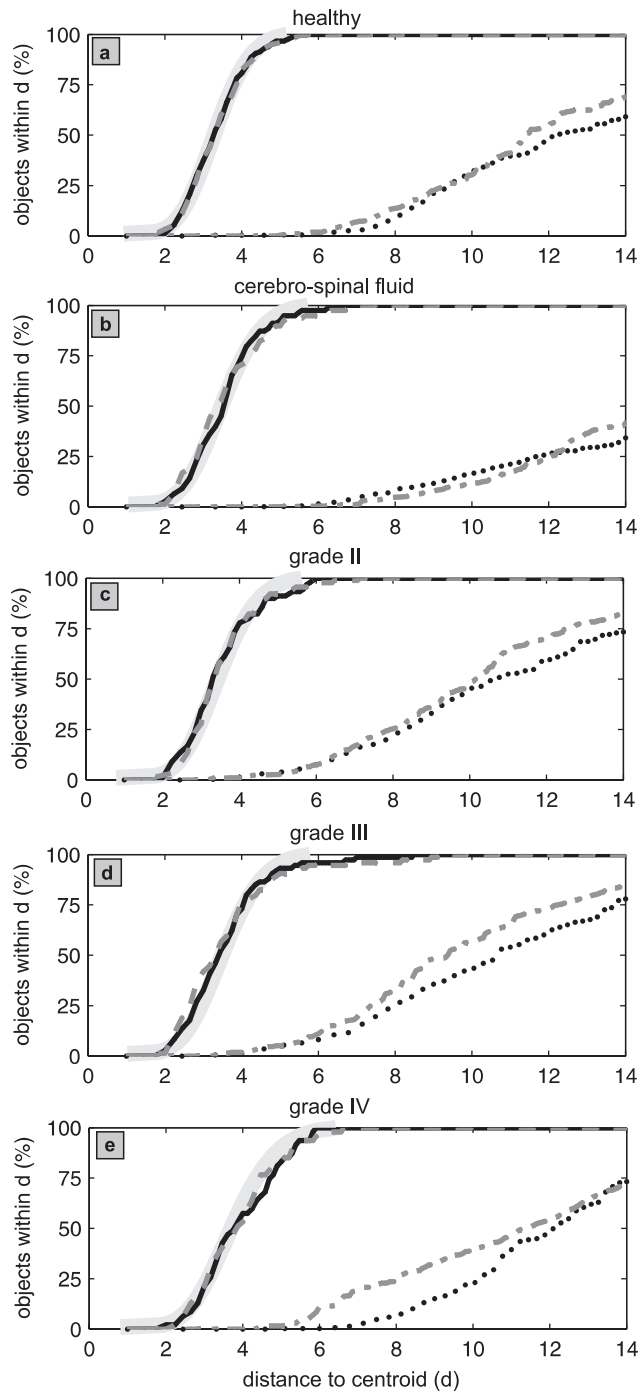 healthy
a
100
75
50
25
0
objects within d (%)
0 2 4 6 8 10 12 14
cerebro-spinal fluid
b
100
75
50
25
0
objects within d (%)
0 2 4 6 8 10 12 14
grade II
c
100
75
50
25
0
objects within d (%)
0 2 4 6 8 10 12 14
grade III
d
100
75
50
25
0
objects within d (%)
0 2 4 6 8 10 12 14
grade IV
e
100
75
50
25
0
objects within d (%)
0 2 4 6 8 10 12 14
distance to centroid (d)